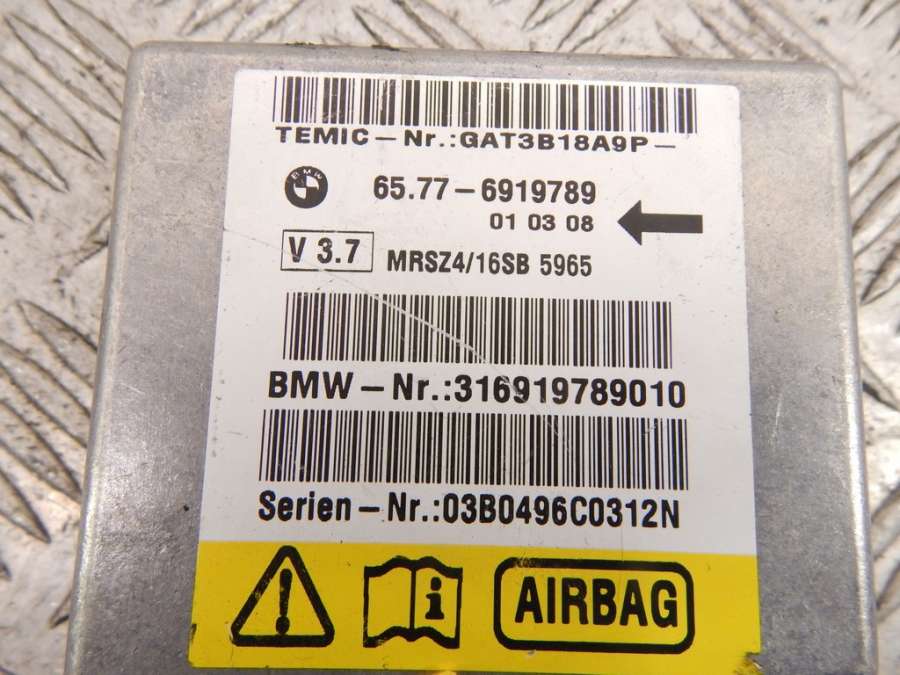 TEMIC-Nr.:GAT3B18A9P-
BMW
65.77-6919789
01 03 08
V 3.7
MRSZ4/16SB 5965
BMW-Nr.:316919789010
Serien-Nr.:03B0496C0312N
! i AIRBAG